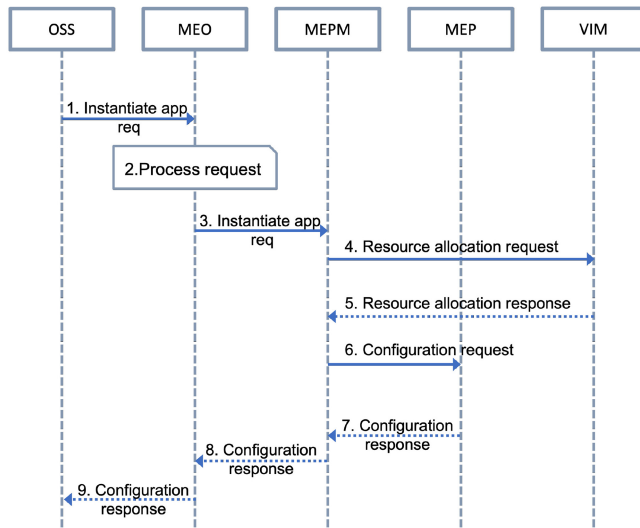 OSS
MEO
MEPM
MEP
VIM
1. Instantiate app
req
2.Process request
3. Instantiate app
req
4. Resource allocation request
5. Resource allocation response
6. Configuration request
7. Configuration
response
8. Configuration
response
9. Configuration
response